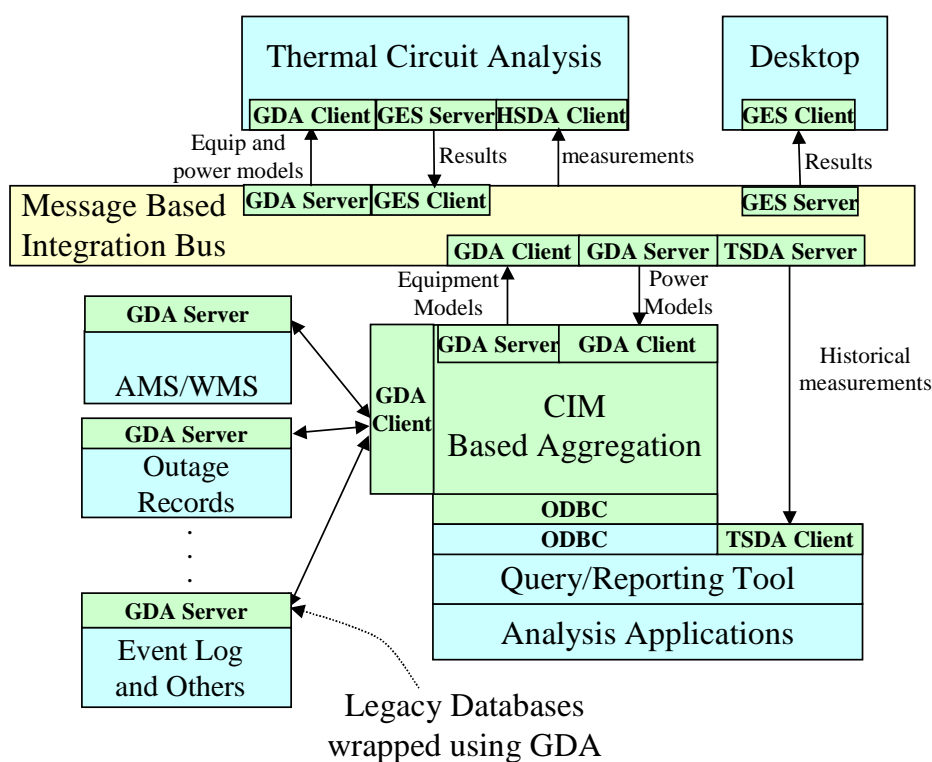 Thermal Circuit Analysis
GDA Client
GES Server
HSDA Client
Desktop
GES Client
Equip and
power models
Results
measurements
Results
Message Based
Integration Bus
GDA Server
GES Client
GES Server
GDA Client
GDA Server
TSDA Server
Equipment
Models
Power
Models
Historical
measurements
GDA Server
AMS/WMS
GDA Server
Outage
Records
.
.
.
GDA Server
Event Log
and Others
GDA
Client
GDA Server
GDA Client
CIM
Based Aggregation
ODBC
ODBC
TSDA Client
Query/Reporting Tool
Analysis Applications
Legacy Databases
wrapped using GDA